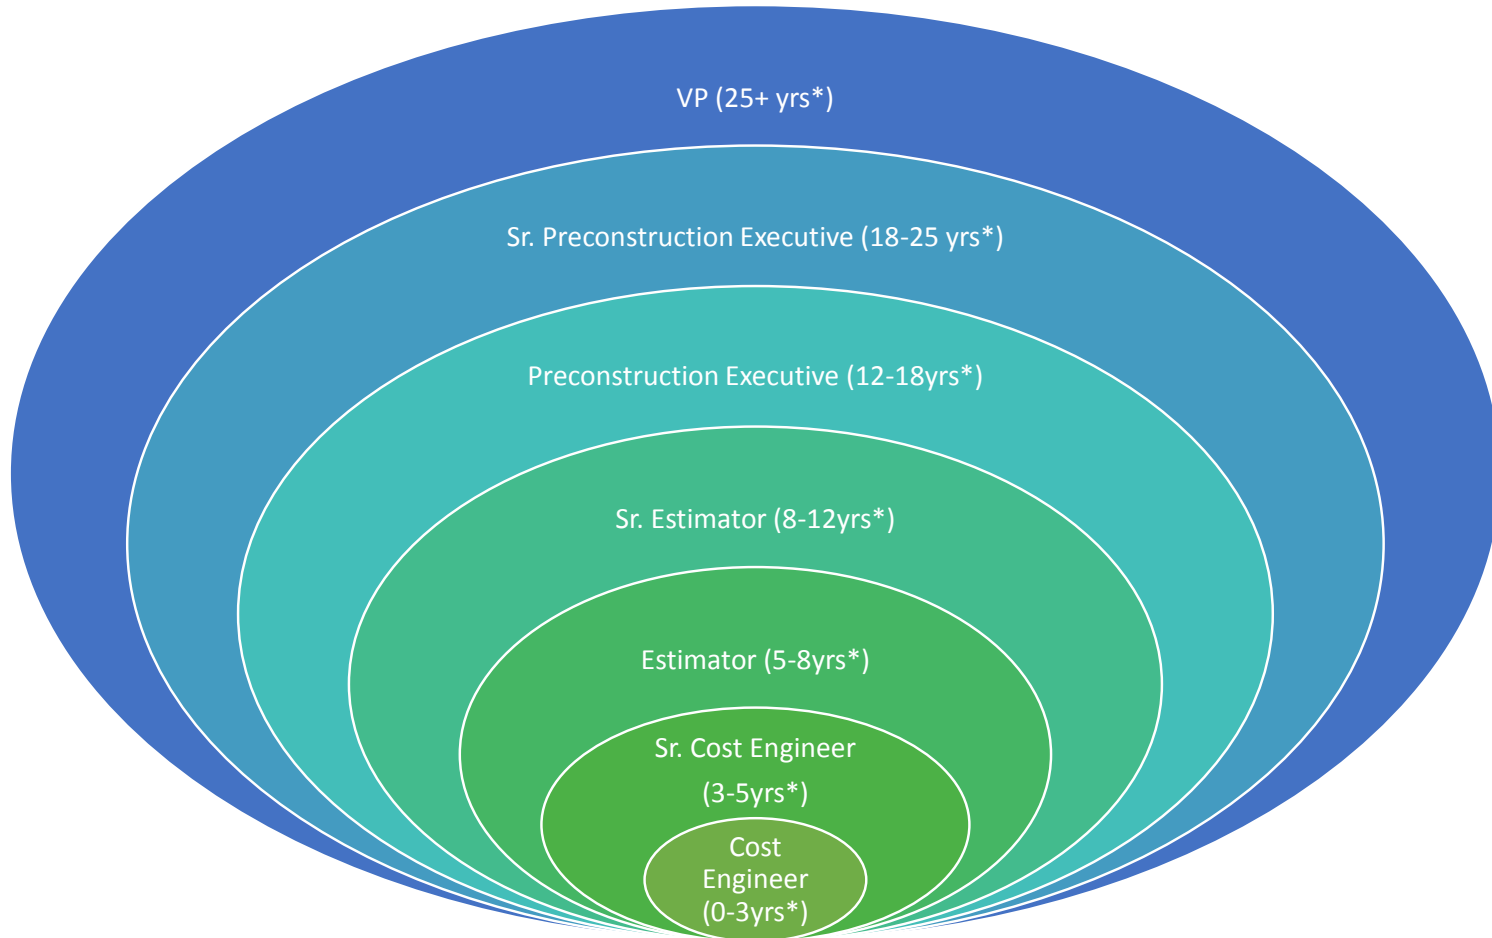 VP (25+ yrs*)
Sr. Preconstruction Executive (18-25 yrs*)
Preconstruction Executive (12-18yrs*)
Sr. Estimator (8-12yrs*)
Estimator (5-8yrs*)
Sr. Cost Engineer
(3-5yrs*)
Cost
Engineer
(0-3yrs*)